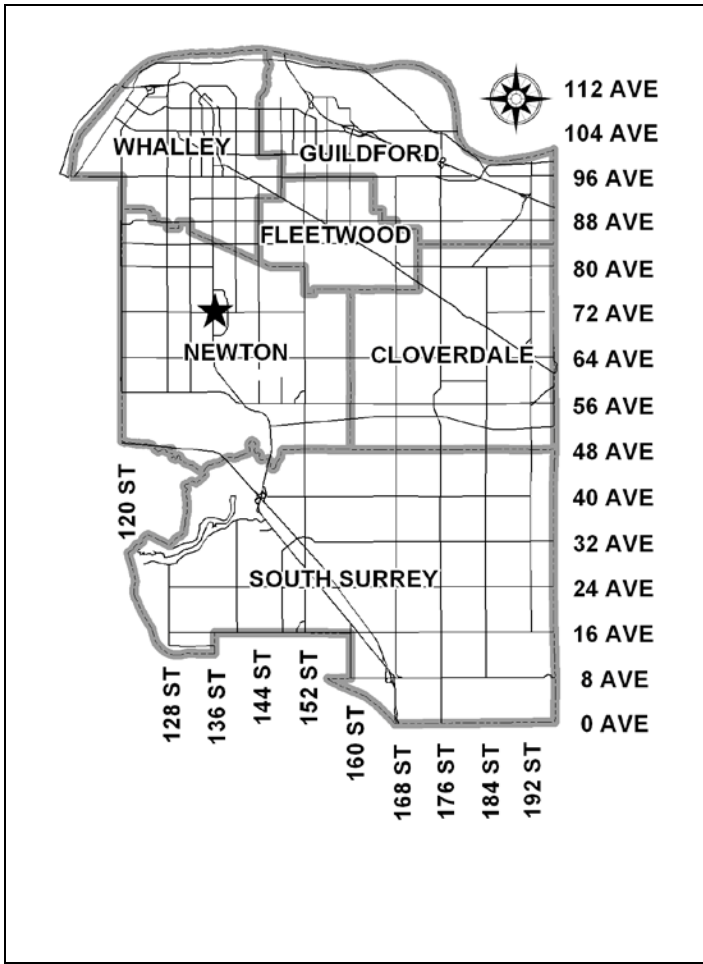 112 AVE
104 AVE
WHALLEY
GUILDFORD
96 AVE
88 AVE
FLEETWOOD
80 AVE
72 AVE
NEWTON
CLOVERDALE
64 AVE
56 AVE
48 AVE
120 ST
40 AVE
32 AVE
SOUTH SURREY
24 AVE
16 AVE
8 AVE
0 AVE
128 ST
136 ST
144 ST
152 ST
160 ST
168 ST
176 ST
184 ST
192 ST